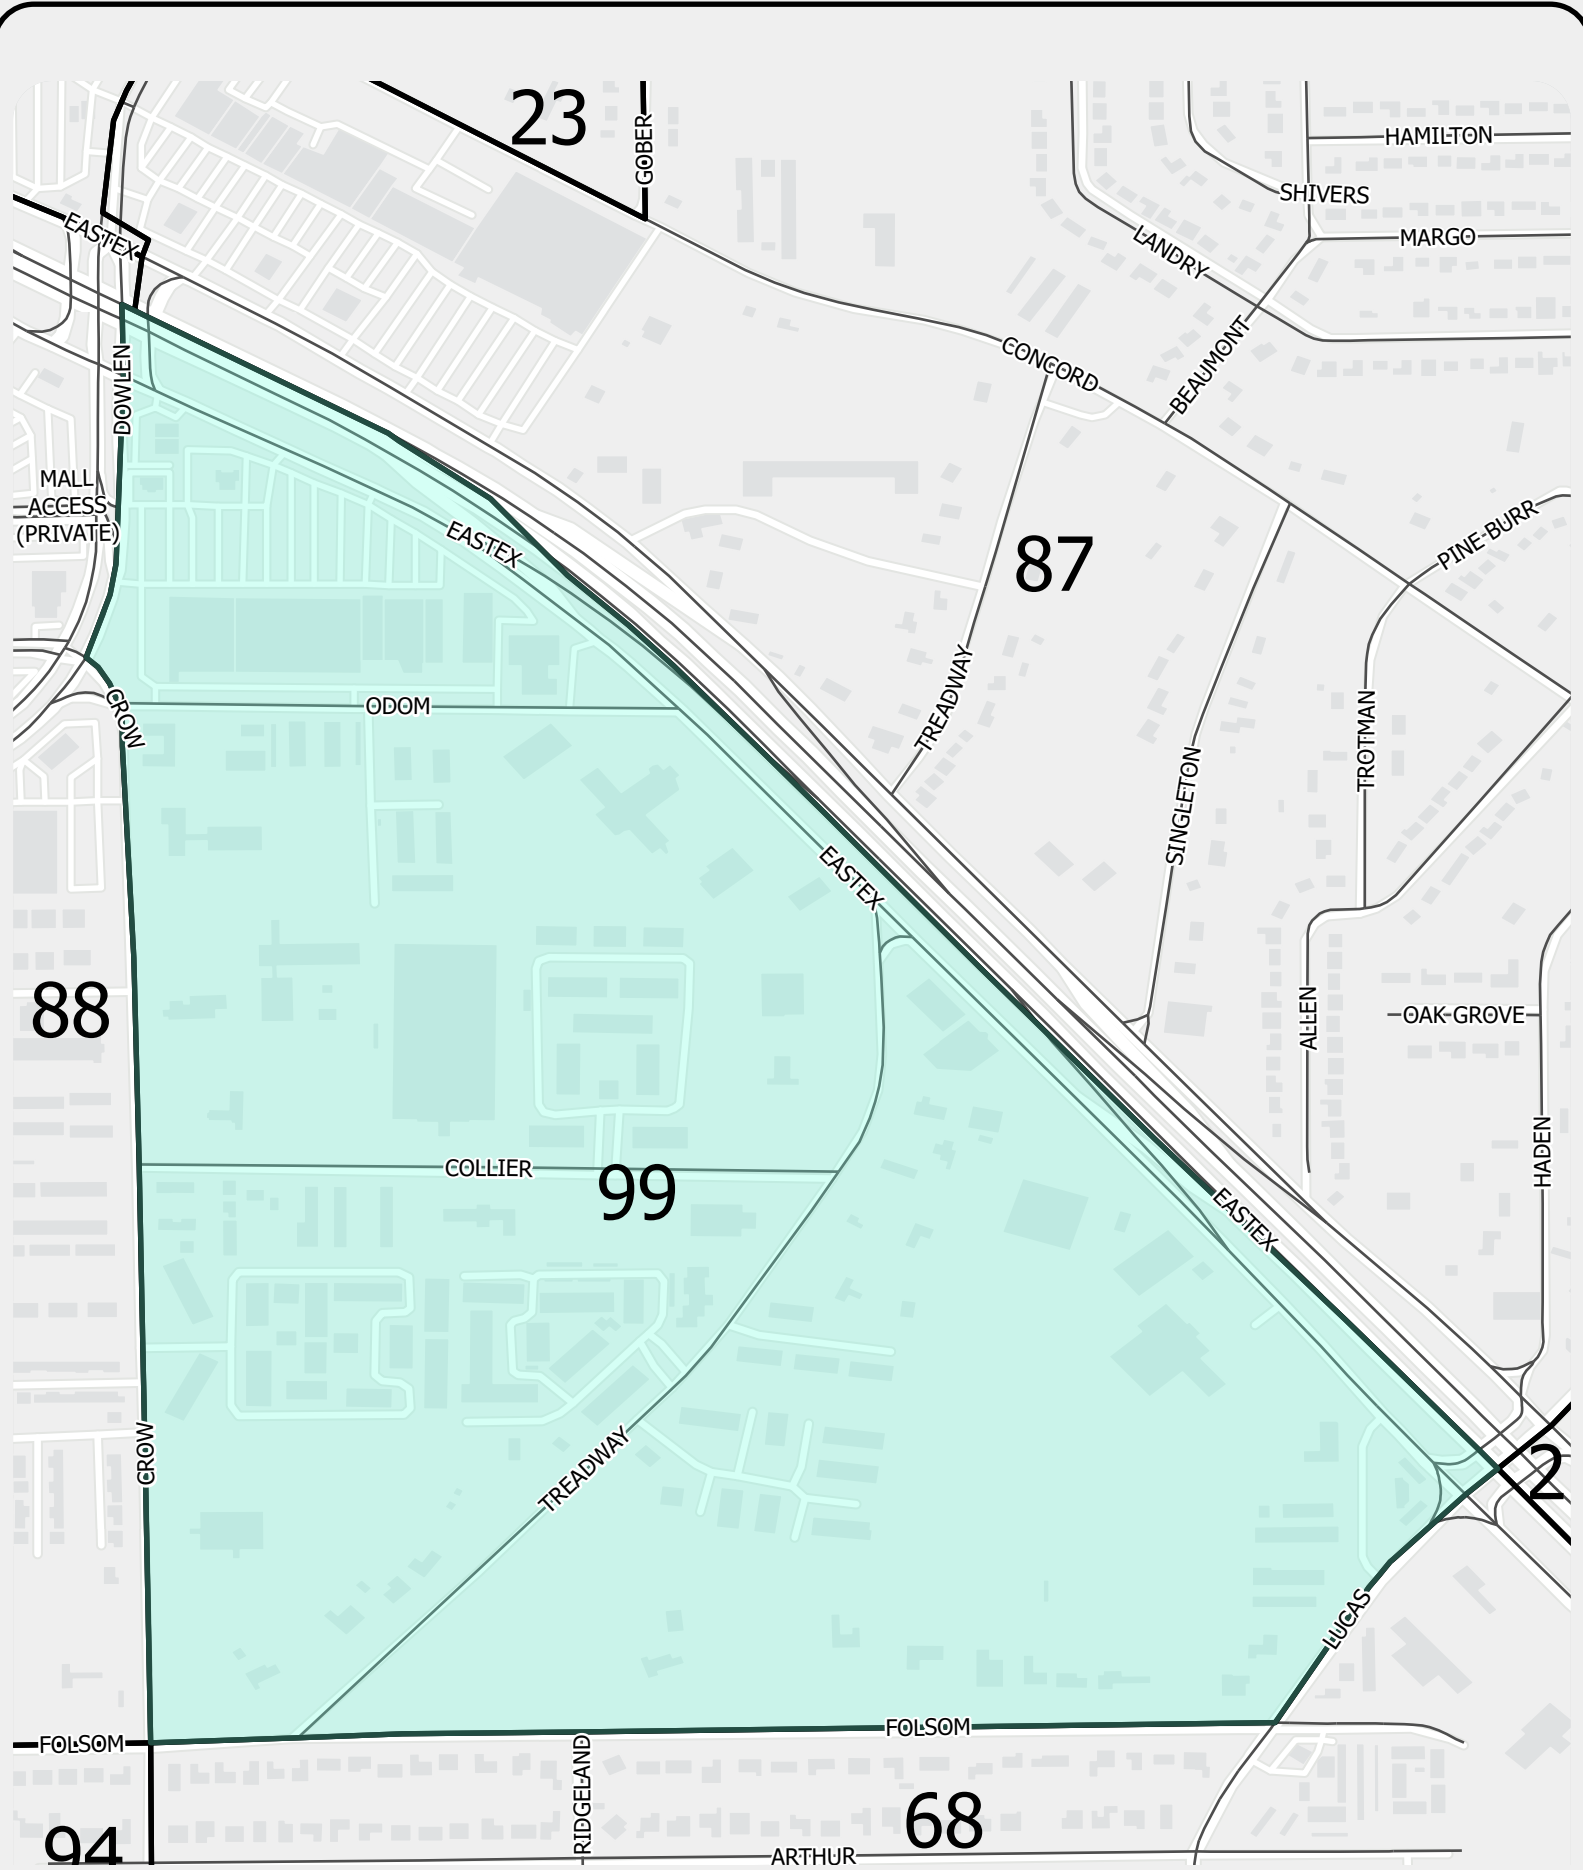 23
GOBER
HAMILTON
SHIVERS
EASTEX
LANDRY
MARGO
DOWLEN
CONCORD
BEAUMONT
MALL
ACCESS
(PRIVATE)
EASTEX
87
PINE BURR
CROW
ODOM
TREADWAY
TROTMAN
SINGLETON
EASTEX
88
ALLEN
OAK GROVE
HADEN
COLLIER
99
EASTEX
CROW
TREADWAY
2
LUCAS
FOLSOM
FOLSOM
RIDGELAND
68
94
ARTHUR